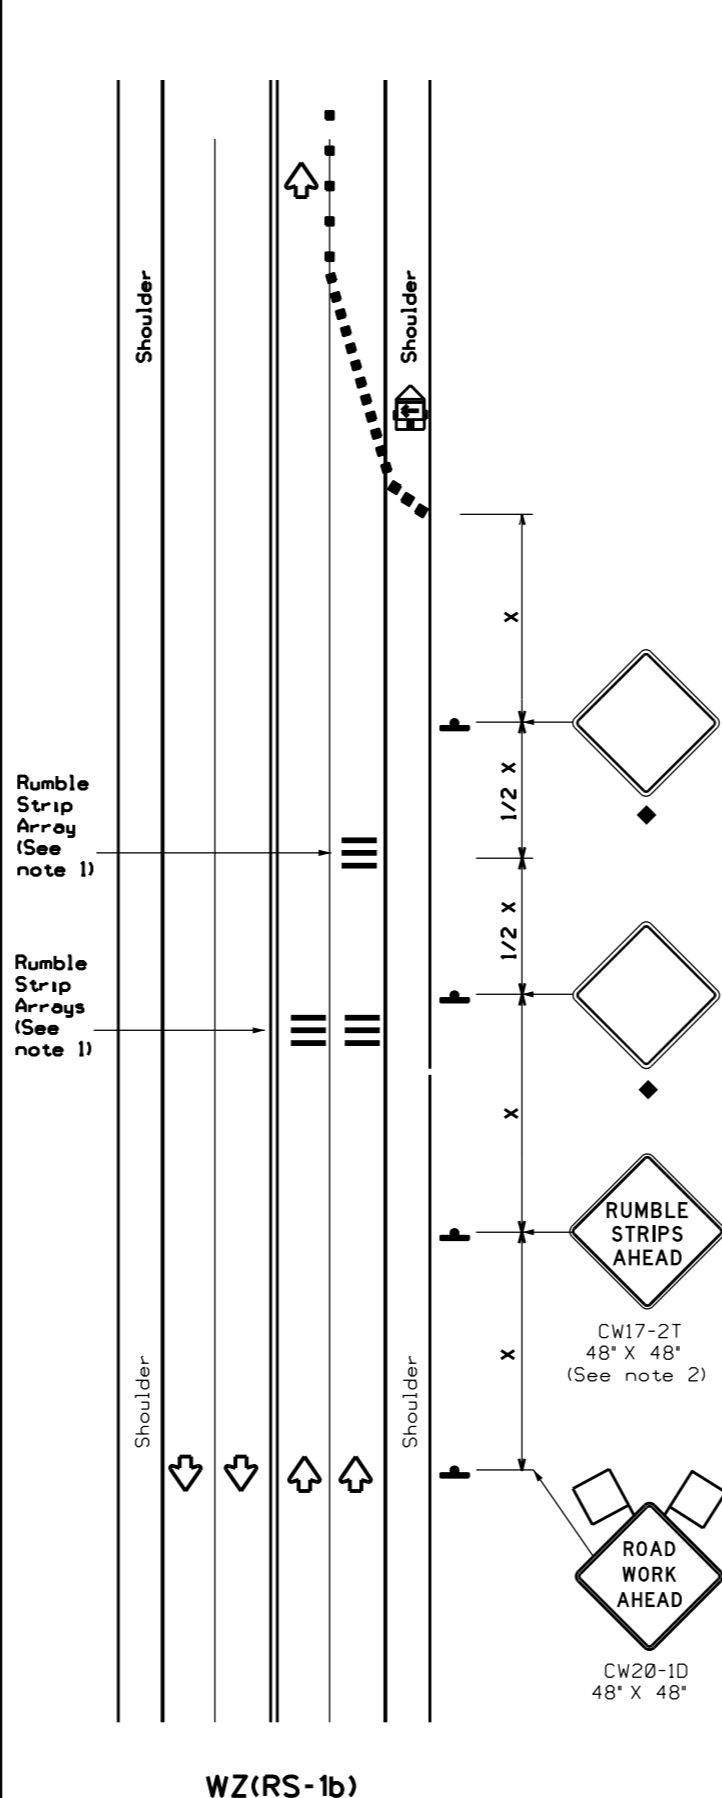 Shoulder
Shoulder
X
1/2 X
Rumble
Strip
Array
(See
note 1)
1/2 X
Rumble
Strip
Arrays
(See
note 1)
X
RUMBLE
STRIPS
AHEAD
CW17-2T
48" X 48"
(See note 2)
X
Shoulder
Shoulder
ROAD
WORK
AHEAD
CW20-1D
48" X 48"
WZ(RS-1b)